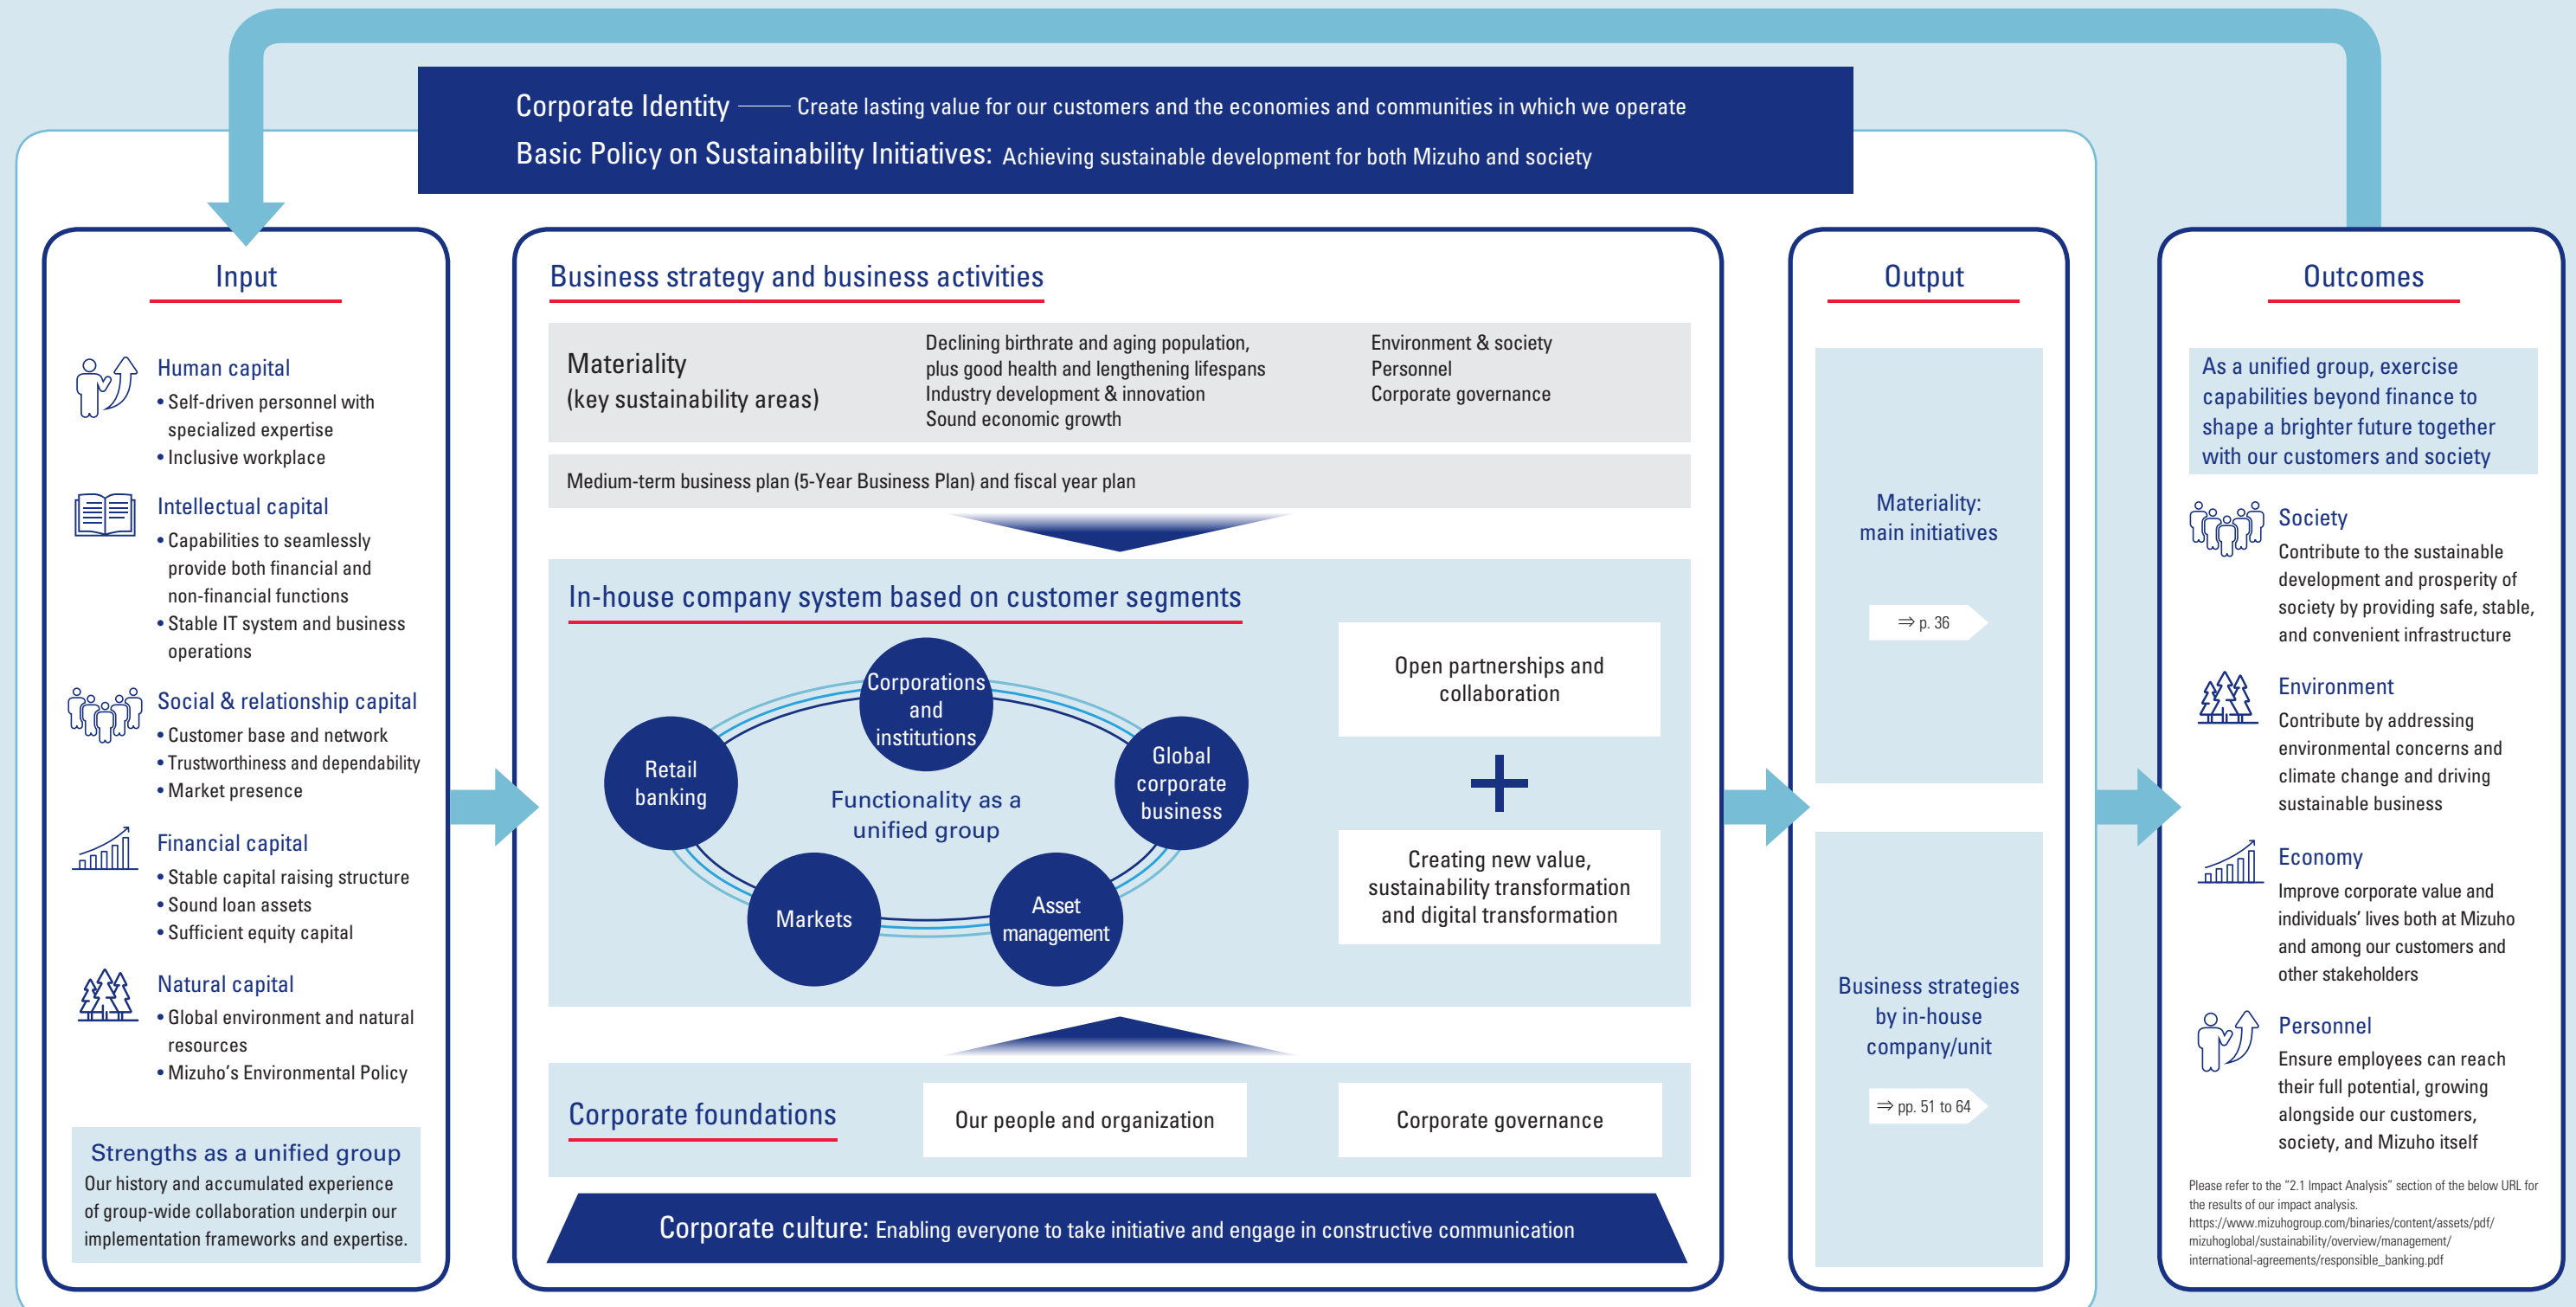 Corporate Identity —— Create lasting value for our customers and the economies and communities in which we operate
Basic Policy on Sustainability Initiatives: Achieving sustainable development for both Mizuho and society
Input
Human capital
• Self-driven personnel with
specialized expertise
• Inclusive workplace
Intellectual capital
• Capabilities to seamlessly
provide both financial and
non-financial functions
• Stable IT system and business
operations
Social & relationship capital
• Customer base and network
• Trustworthiness and dependability
• Market presence
Financial capital
• Stable capital raising structure
• Sound loan assets
• Sufficient equity capital
Natural capital
• Global environment and natural
resources
• Mizuho's Environmental Policy
Strengths as a unified group
Our history and accumulated experience
of group-wide collaboration underpin our
implementation frameworks and expertise.
Business strategy and business activities
Materiality
(key sustainability areas)
Declining birthrate and aging population,
plus good health and lengthening lifespans
Industry development & innovation
Sound economic growth
Environment & society
Personnel
Corporate governance
Medium-term business plan (5-Year Business Plan) and fiscal year plan
In-house company system based on customer segments
Corporations
and
institutions
Retail
banking
Global
corporate
business
Functionality as a
unified group
Markets
Asset
management
Open partnerships and
collaboration
+
Creating new value,
sustainability transformation
and digital transformation
Corporate foundations
Our people and organization
Corporate governance
Corporate culture: Enabling everyone to take initiative and engage in constructive communication
Output
Materiality:
main initiatives
⇒ p. 36
Business strategies
by in-house
company/unit
⇒ pp. 51 to 64
Outcomes
As a unified group, exercise
capabilities beyond finance to
shape a brighter future together
with our customers and society
Society
Contribute to the sustainable
development and prosperity of
society by providing safe, stable,
and convenient infrastructure
Environment
Contribute by addressing
environmental concerns and
climate change and driving
sustainable business
Economy
Improve corporate value and
individuals' lives both at Mizuho
and among our customers and
other stakeholders
Personnel
Ensure employees can reach
their full potential, growing
alongside our customers,
society, and Mizuho itself
Please refer to the "2.1 Impact Analysis" section of the below URL for
the results of our impact analysis.
https://www.mizuhogroup.com/binaries/content/assets/pdf/
mizuhoglobal/sustainability/overview/management/
international-agreements/responsible_banking.pdf